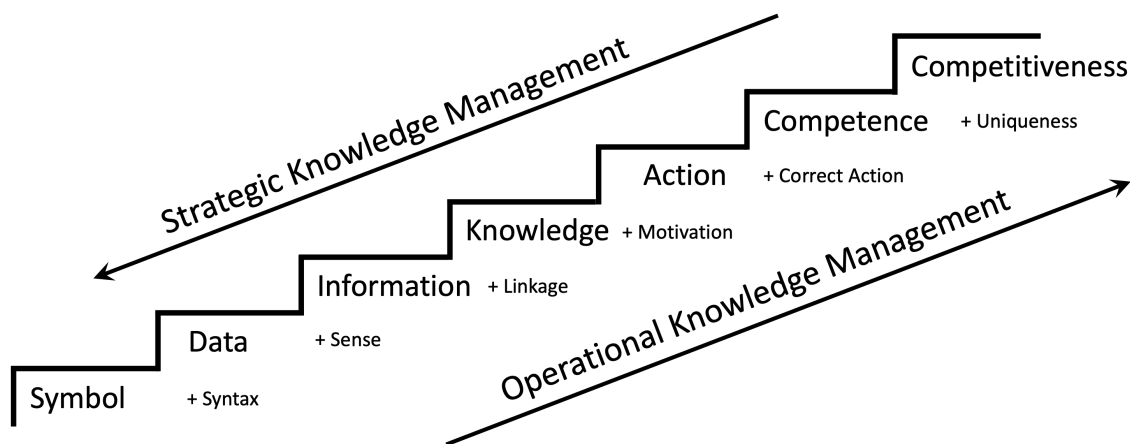 Strategic Knowledge Management
Competitiveness
Competence + Uniqueness
Action + Correct Action
Knowledge + Motivation
Information + Linkage
Data + Sense
Symbol + Syntax
Operational Knowledge Management